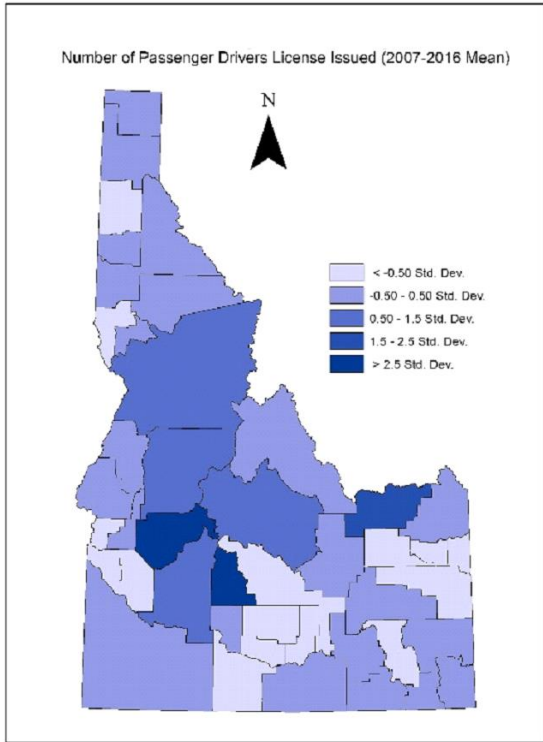 Number of Passenger Drivers License Issued (2007-2016 Mean)
N
< -0.50 Std. Dev.
-0.50 - 0.50 Std. Dev.
0.50 - 1.5 Std. Dev.
1.5 - 2.5 Std. Dev.
> 2.5 Std. Dev.